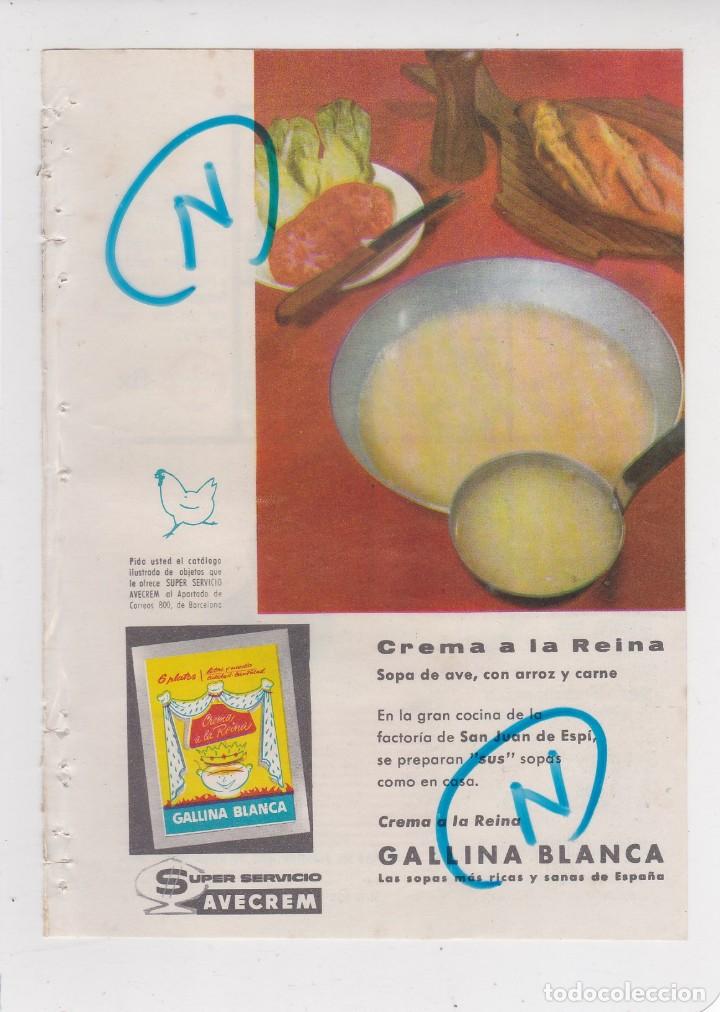 N
Pida usted el catálogo
ilustrado de objetos que
le ofrece SUPER SERVICIO
AVECREM al Apartado de
Correos 800, de Barcelona
6 platos
Crema
a la Reina
GALLINA BLANCA
SUPER SERVICIO
AVECREM
Crema a la Reina
Sopa de ave, con arroz y carne
En la gran cocina de la
factoría de San Juan de Espí,
se preparan "sus" sopas
como en casa.
Crema a la Reina
N
GALLINA BLANCA
Las sopas más ricas y sanas de España
todocoleccion